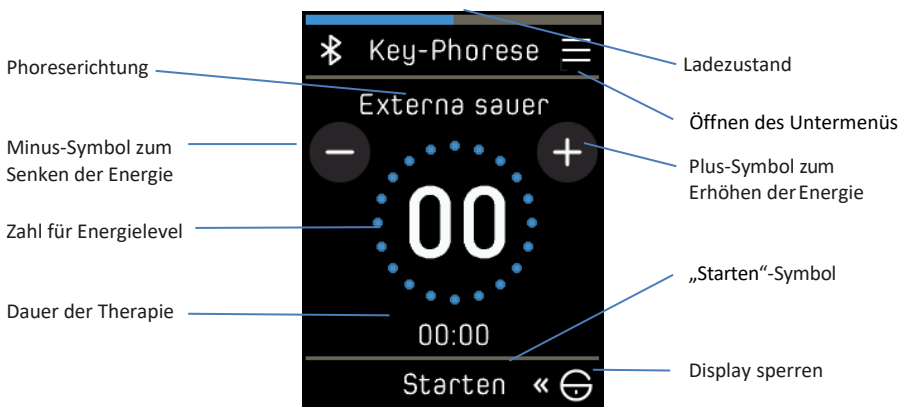 Key-Phorese
Phoreserichtung
Ladezustand
Externa sauer
Öffnen des Untermenüs
Minus-Symbol zum
Senken der Energie
Plus-Symbol zum
Erhöhen der Energie
00
Zahl für Energielevel
„Starten“-Symbol
Dauer der Therapie
00:00
Starten «
Display sperren